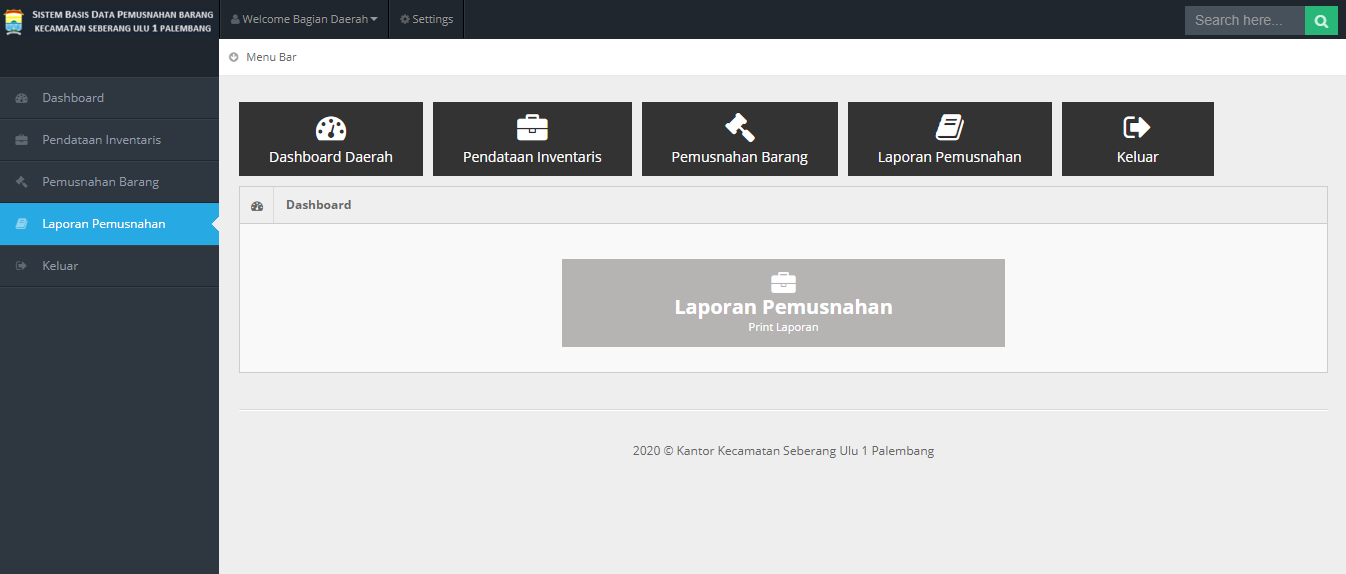 Sistem Basis Data Pemusnahan barang
kecamatan seberang ulu 1 palembang
Welcome Bagian Daerah
Settings
Search here...
Menu Bar
Dashboard
Pendataan Inventaris
Pemusnahan Barang
Laporan Pemusnahan
Keluar
Dashboard Daerah
Pendataan Inventaris
Pemusnahan Barang
Laporan Pemusnahan
Keluar
Dashboard
Laporan Pemusnahan
Print Laporan
2020 © Kantor Kecamatan Seberang Ulu 1 Palembang